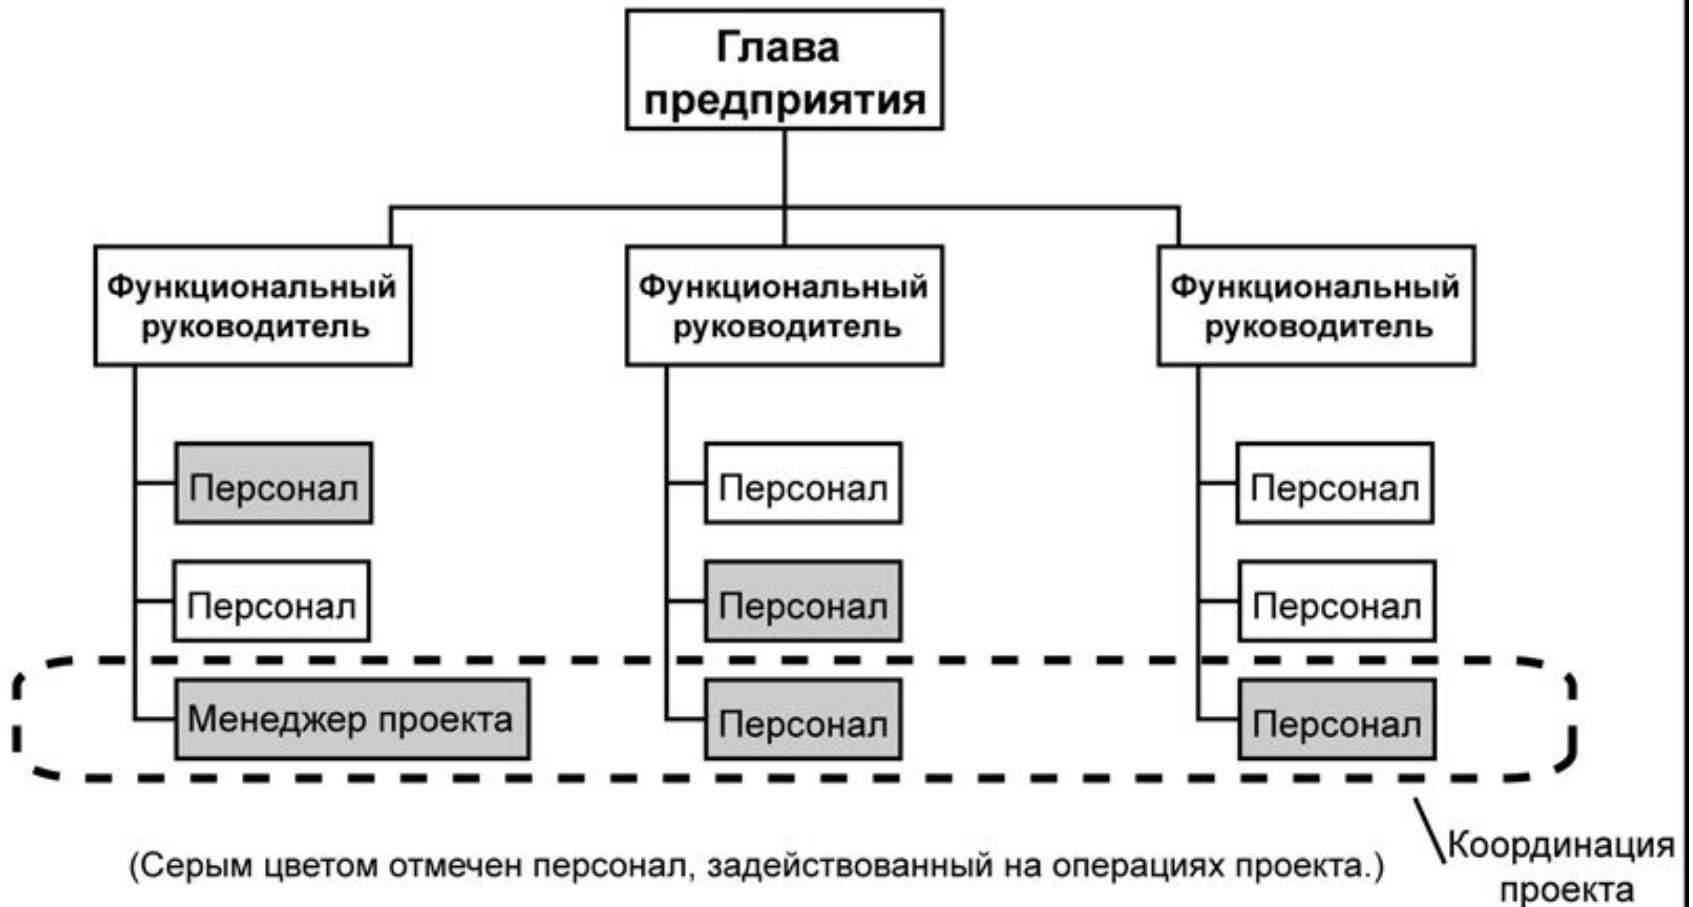 Глава
предприятия
Функциональный
руководитель
Функциональный
руководитель
Функциональный
руководитель
Персонал
Персонал
Персонал
Персонал
Персонал
Персонал
Менеджер проекта
Персонал
Персонал
(Серым цветом отмечен персонал, задействованный на операциях проекта.)
Координация
проекта